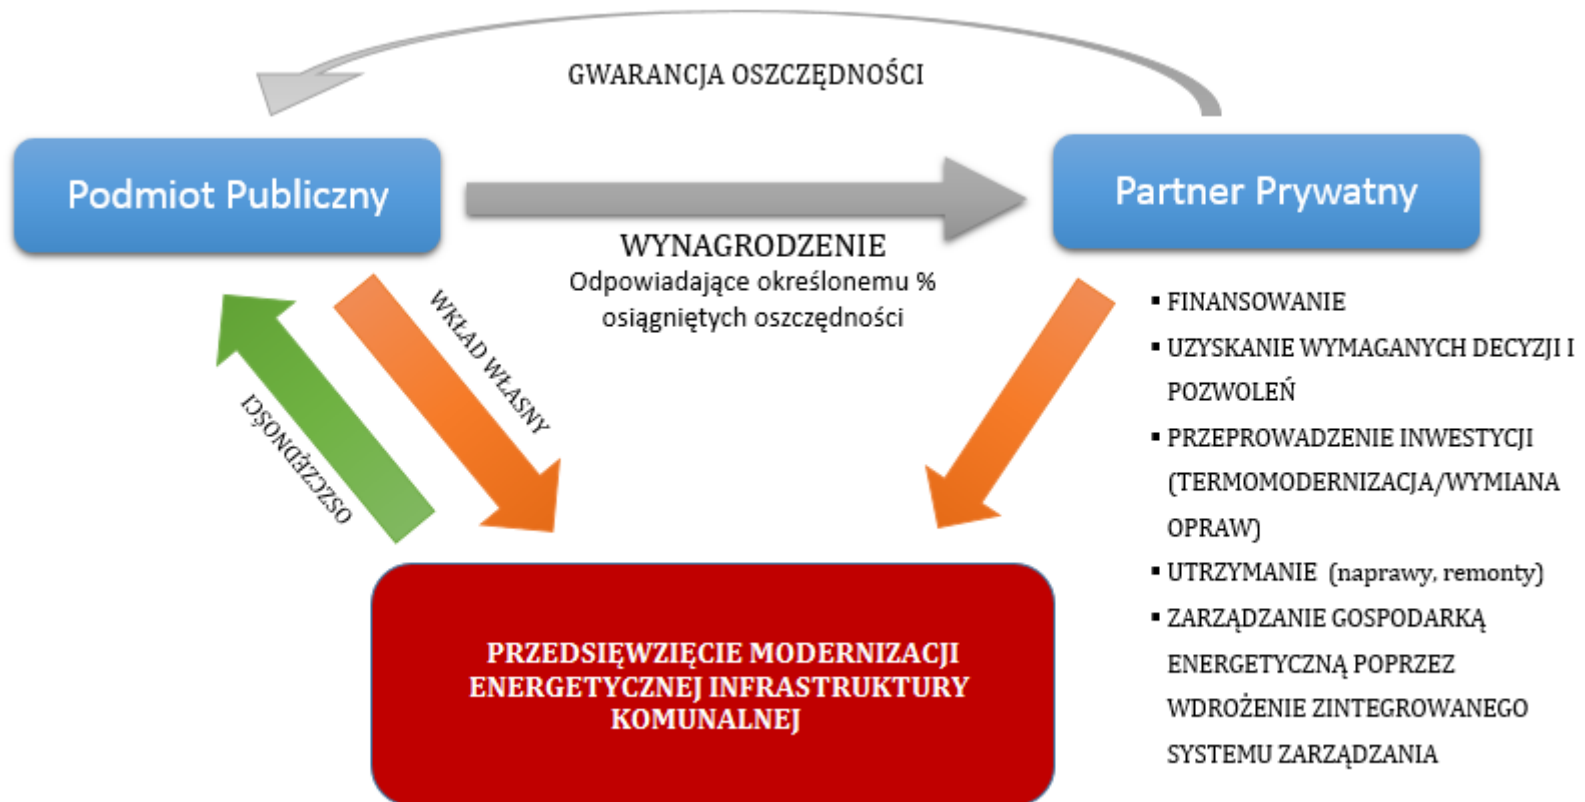 GWARANCJA OSZCZĘDNOŚCI
Podmiot Publiczny
Partner Prywatny
WYNAGRODZENIE
Odpowiadające określonemu %
osiągniętych oszczędności
WKŁAD WŁASNY
OSZCZĘDNOŚCI
▪ FINANSOWANIE
▪ UZYSKANIE WYMAGANYCH DECYZJI I
POZWOLEŃ
▪ PRZEPROWADZENIE INWESTYCJI
(TERMOMODERNIZACJA/WYMIANA
OPRAW)
▪ UTRZYMANIE (naprawy, remonty)
▪ ZARZĄDZANIE GOSPODARKĄ
ENERGETYCZNĄ POPRZEZ
WDROŻENIE ZINTEGROWANEGO
SYSTEMU ZARZĄDZANIA
PRZEDSIĘWZIĘCIE MODERNIZACJI
ENERGETYCZNEJ INFRASTRUKTURY
KOMUNALNEJ